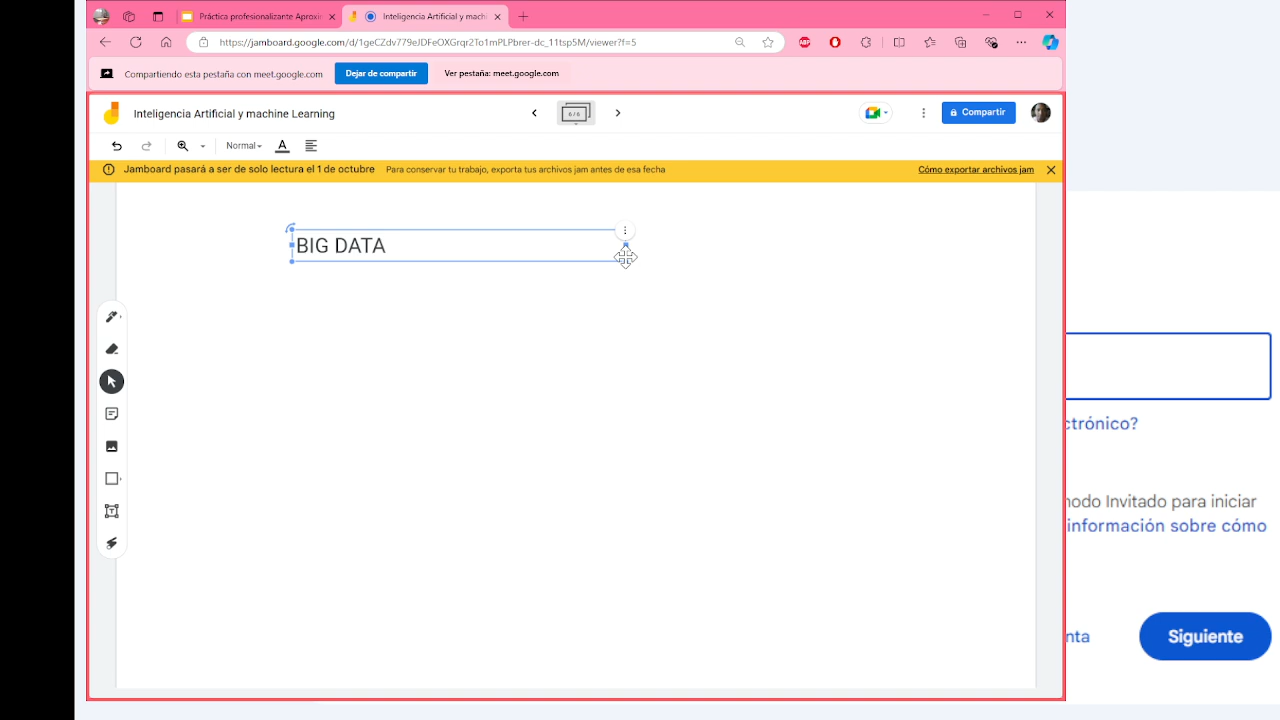 Práctica profesionalizante Aproxin
Inteligencia Artificial y machi
https://jamboard.google.com/d/1geCZdv779eJDFeOXGrqr2To1mPLPbrer-dc_11tsp5M/viewer?f=5
Compartiendo esta pestaña con meet.google.com
Dejar de compartir
Ver pestaña: meet.google.com
Inteligencia Artificial y machine Learning
6 / 6
Compartir
Normal
Jamboard pasará a ser de solo lectura el 1 de octubre
Para conservar tu trabajo, exporta tus archivos jam antes de esa fecha
Cómo exportar archivos jam
BIG DATA
ctrónico?
modo Invitado para iniciar
información sobre cómo
nta
Siguiente